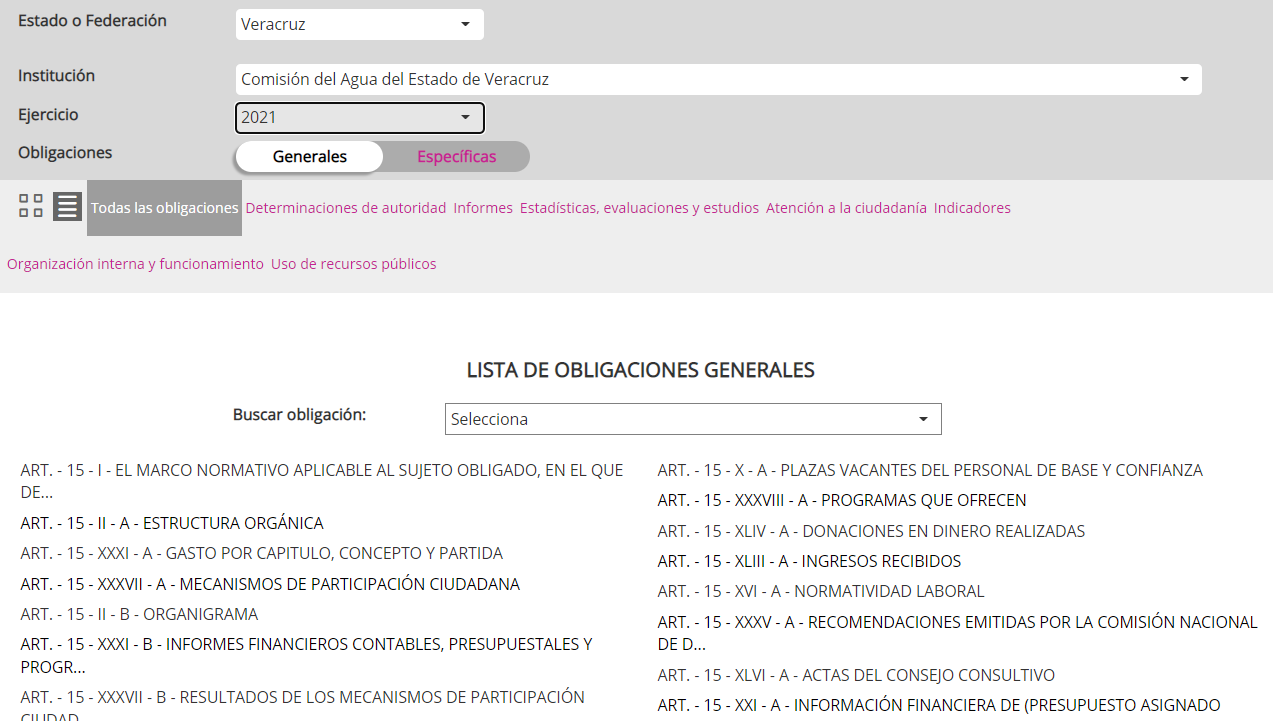 Estado o Federación
Veracruz
Institución
Comisión del Agua del Estado de Veracruz
Ejercicio
2021
Obligaciones
Generales
Específicas
Todas las obligaciones
Determinaciones de autoridad
Informes
Estadísticas, evaluaciones y estudios
Atención a la ciudadanía
Indicadores
Organización interna y funcionamiento
Uso de recursos públicos
LISTA DE OBLIGACIONES GENERALES
Buscar obligación:
Selecciona
ART. - 15 - I - EL MARCO NORMATIVO APLICABLE AL SUJETO OBLIGADO, EN EL QUE
DE...
ART. - 15 - II - A - ESTRUCTURA ORGÁNICA
ART. - 15 - XXXI - A - GASTO POR CAPITULO, CONCEPTO Y PARTIDA
ART. - 15 - XXXVII - A - MECANISMOS DE PARTICIPACIÓN CIUDADANA
ART. - 15 - II - B - ORGANIGRAMA
ART. - 15 - XXXI - B - INFORMES FINANCIEROS CONTABLES, PRESUPUESTALES Y
PROGR...
ART. - 15 - XXXVII - B - RESULTADOS DE LOS MECANISMOS DE PARTICIPACIÓN
CIUDAD...
ART. - 15 - X - A - PLAZAS VACANTES DEL PERSONAL DE BASE Y CONFIANZA
ART. - 15 - XXXVIII - A - PROGRAMAS QUE OFRECEN
ART. - 15 - XLIV - A - DONACIONES EN DINERO REALIZADAS
ART. - 15 - XLIII - A - INGRESOS RECIBIDOS
ART. - 15 - XVI - A - NORMATIVIDAD LABORAL
ART. - 15 - XXXV - A - RECOMENDACIONES EMITIDAS POR LA COMISIÓN NACIONAL
DE D...
ART. - 15 - XLVI - A - ACTAS DEL CONSEJO CONSULTIVO
ART. - 15 - XXI - A - INFORMACIÓN FINANCIERA DE (PRESUPUESTO ASIGNADO